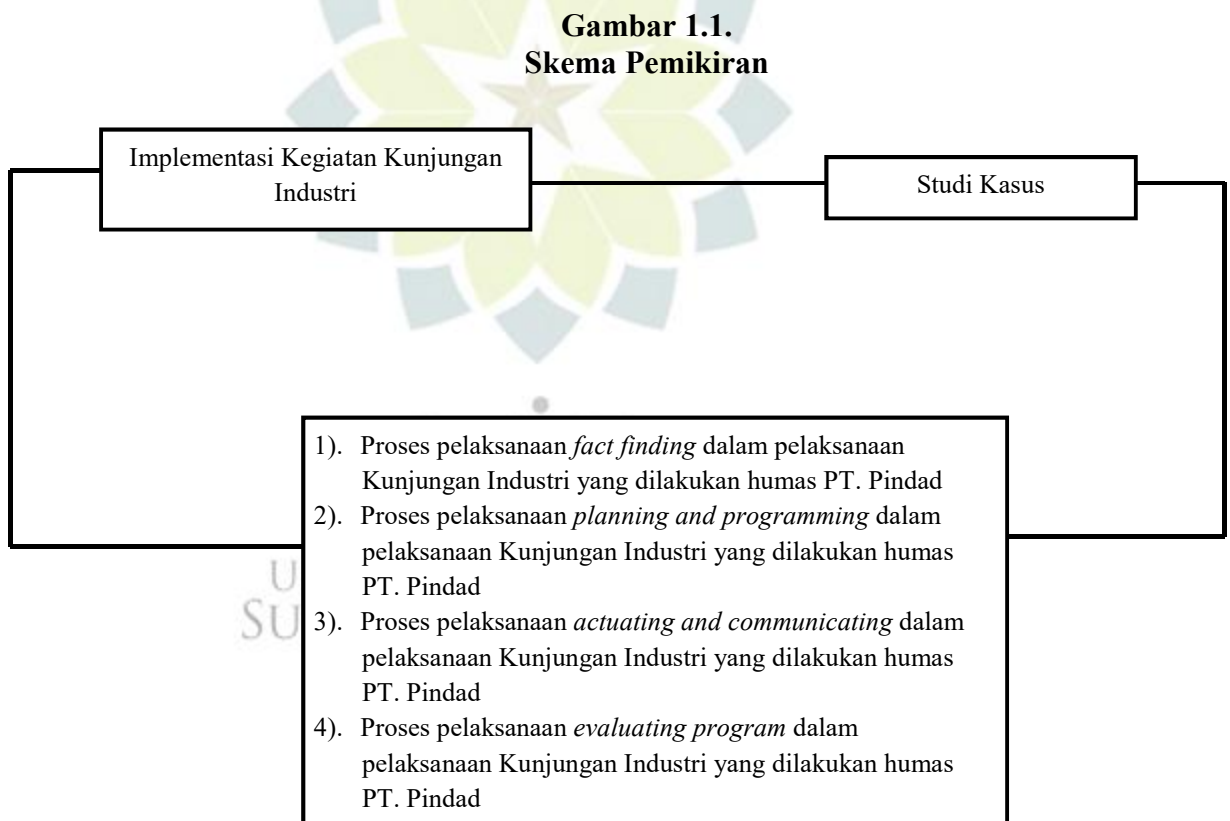 Gambar 1.1.
Skema Pemikiran
Implementasi Kegiatan Kunjungan
Industri
Studi Kasus
1). Proses pelaksanaan fact finding dalam pelaksanaan
Kunjungan Industri yang dilakukan humas PT. Pindad
2). Proses pelaksanaan planning and programming dalam
pelaksanaan Kunjungan Industri yang dilakukan humas
PT. Pindad
3). Proses pelaksanaan actuating and communicating dalam
pelaksanaan Kunjungan Industri yang dilakukan humas
PT. Pindad
4). Proses pelaksanaan evaluating program dalam
pelaksanaan Kunjungan Industri yang dilakukan humas
PT. Pindad